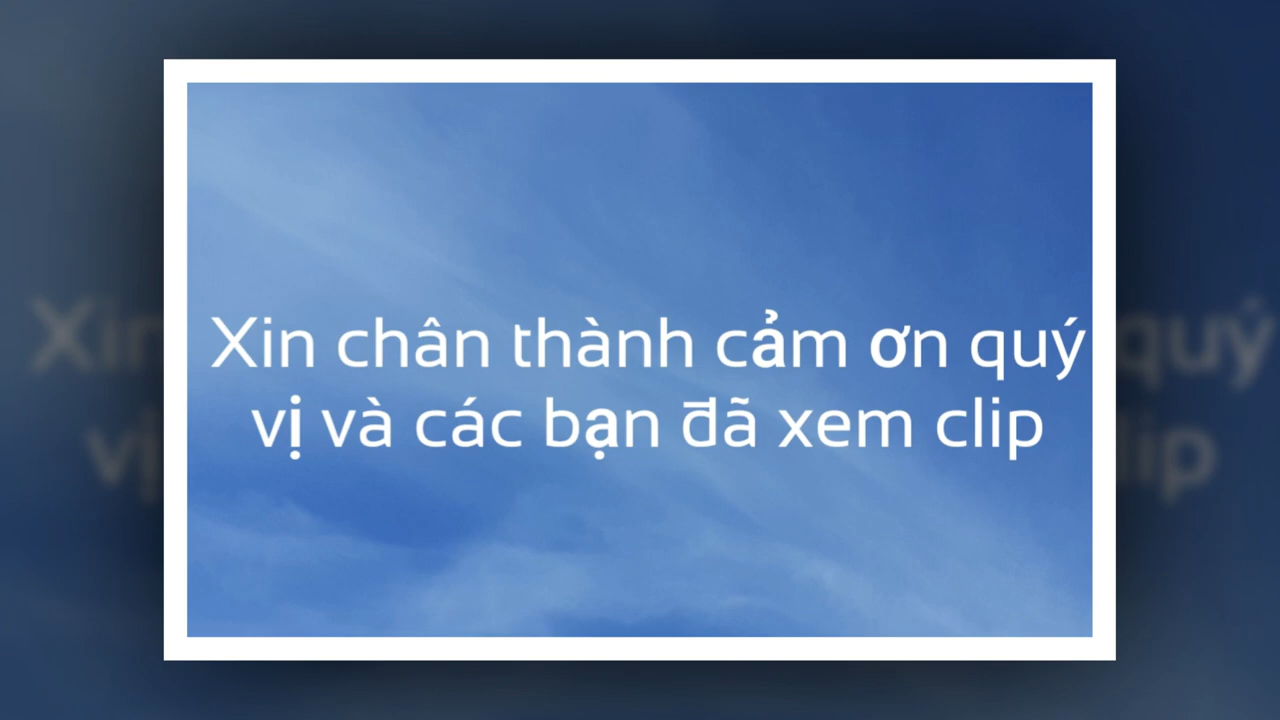 Xin chân thành cảm ơn quý
vị và các bạn đã xem clip